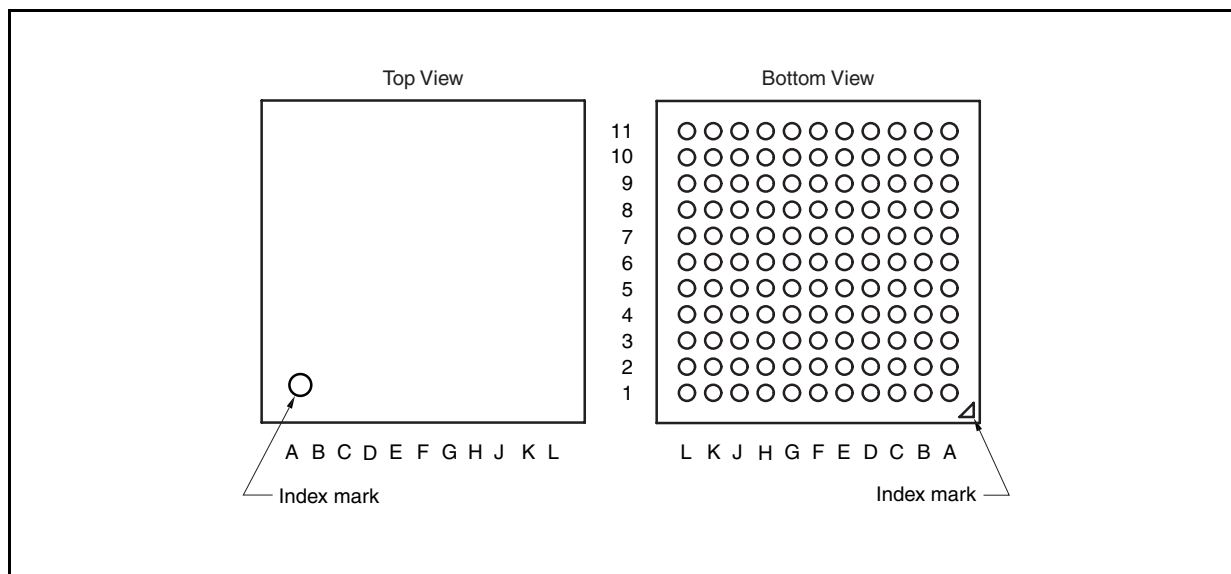 Top View
Bottom View
11
10
9
8
7
6
5
4
3
2
1
A B C D E F G H J K L
L K J H G F E D C B A
Index mark
Index mark